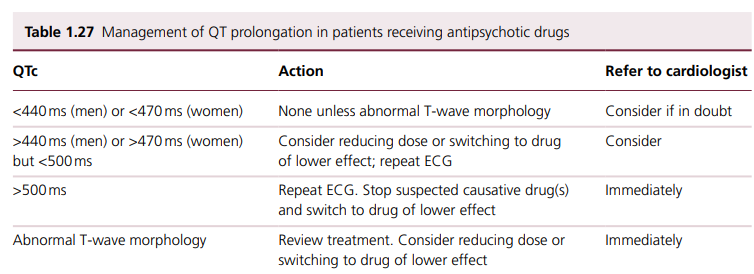 Table 1.27 Management of QT prolongation in patients receiving antipsychotic drugs
QTc Action Refer to cardiologist
<440 ms (men) or <470 ms (women) None unless abnormal T-wave morphology Consider if in doubt
>440 ms (men) or >470 ms (women) Consider reducing dose or switching to drug Consider
but <500 ms of lower effect; repeat ECG
>500 ms Repeat ECG. Stop suspected causative drug(s) Immediately
and switch to drug of lower effect
Abnormal T-wave morphology Review treatment. Consider reducing dose or Immediately
switching to drug of lower effect